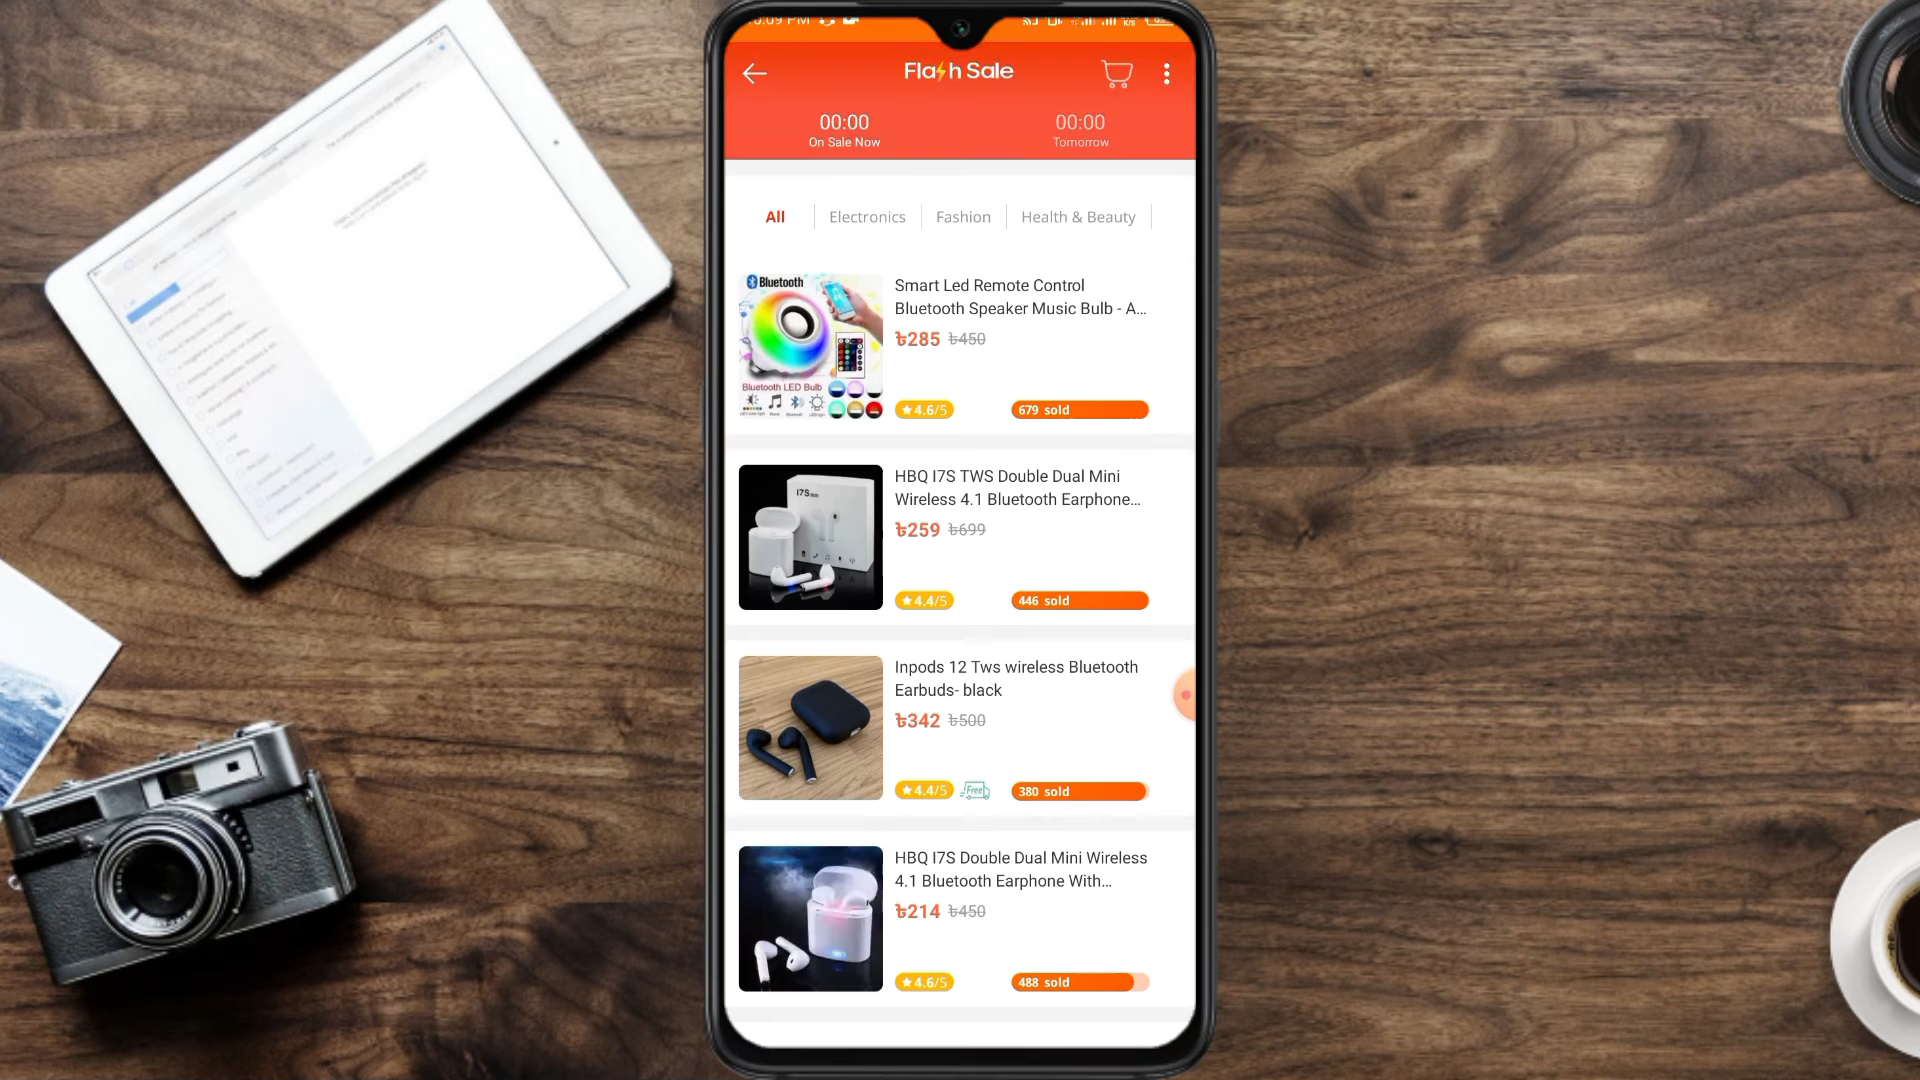 Flash Sale
00:00
On Sale Now
00:00
Tomorrow
All
Electronics
Fashion
Health & Beauty
Bluetooth
Bluetooth LED Bulb
Smart Led Remote Control
Bluetooth Speaker Music Bulb - A...
৳285 ৳450
4.6/5
679 sold
I7S
HBQ I7S TWS Double Dual Mini
Wireless 4.1 Bluetooth Earphone...
৳259 ৳699
4.4/5
446 sold
Inpods 12 Tws wireless Bluetooth
Earbuds- black
৳342 ৳500
4.4/5
Free
380 sold
HBQ I7S Double Dual Mini Wireless
4.1 Bluetooth Earphone With...
৳214 ৳450
4.6/5
488 sold